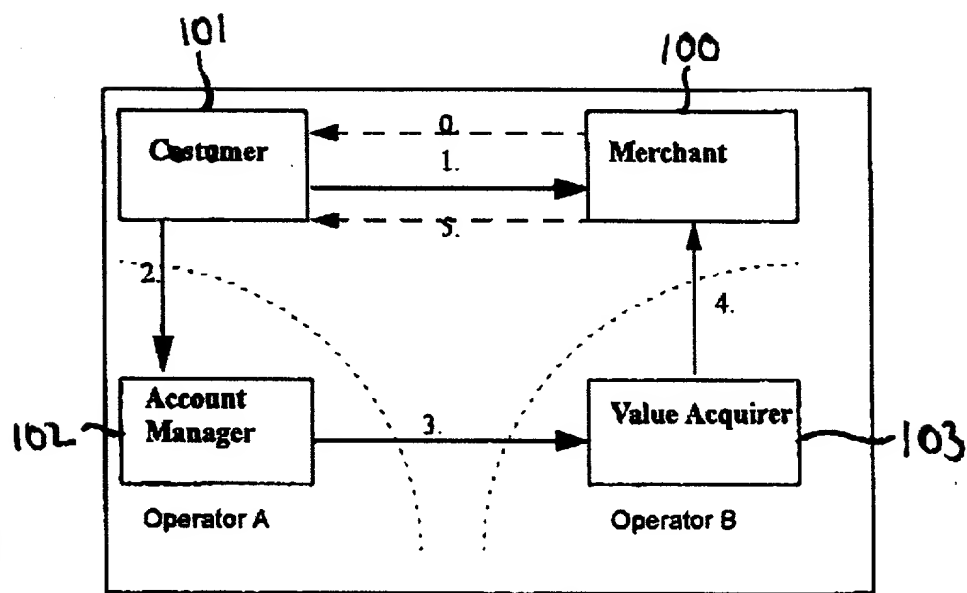 101
100
Customer
0.
Merchant
1.
5.
2.
4.
Account
Manager
Value Acquirer
3.
102
103
Operator A
Operator B